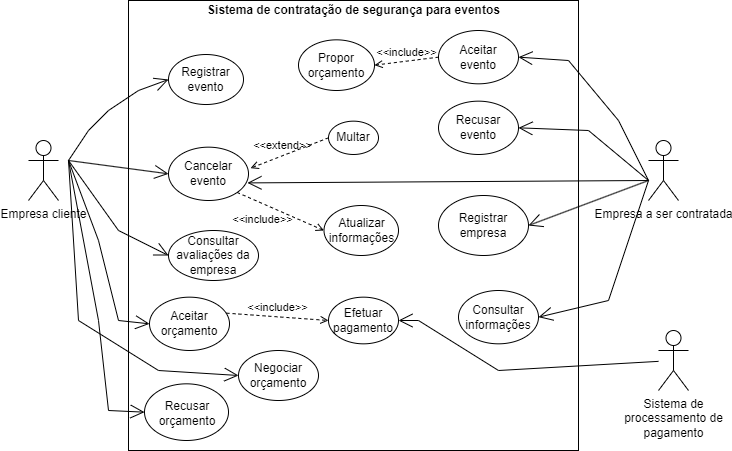 Sistema de contratação de segurança para eventos
Registrar
evento
Propor
orçamento
<<include>>
Aceitar
evento
Recusar
evento
<<extend>>
Multar
Cancelar
evento
Empresa cliente
Empresa a ser contratada
<<include>>
Atualizar
informações
Registrar
empresa
Consultar
avaliações da
empresa
Aceitar
orçamento
<<include>>
Efetuar
pagamento
Consultar
informações
Negociar
orçamento
Recusar
orçamento
Sistema de
processamento de
pagamento